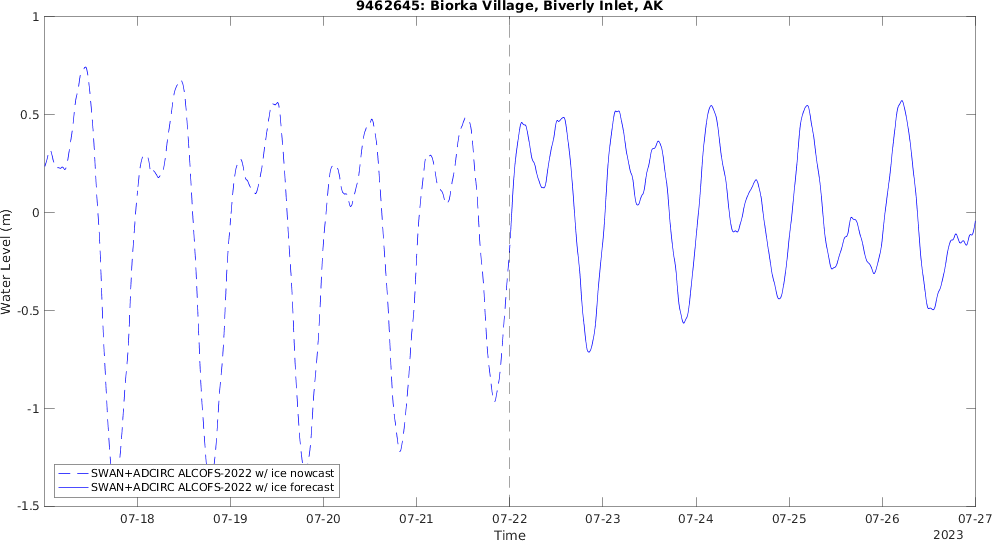 9462645: Biorka Village, Biverly Inlet, AK
1
0.5
0
-0.5
-1
-1.5
Water Level (m)
SWAN+ADCIRC ALCOFS-2022 w/ ice nowcast
SWAN+ADCIRC ALCOFS-2022 w/ ice forecast
07-18 07-19 07-20 07-21 07-22 07-23 07-24 07-25 07-26 07-27
Time
2023